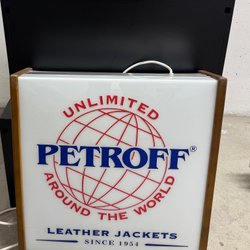 UNLIMITED
PETROFF®
AROUND THE WORLD
LEATHER JACKETS
SINCE 1954